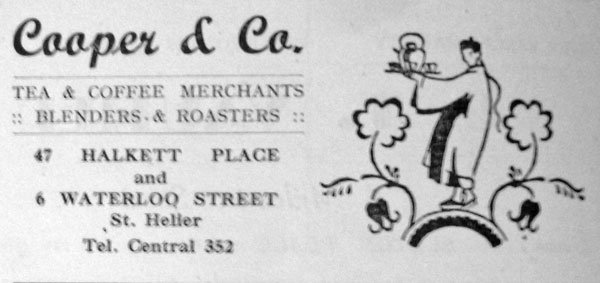 Cooper & Co.
TEA & COFFEE MERCHANTS
:: BLENDERS & ROASTERS ::
47 HALKETT PLACE
and
6 WATERLOO STREET
St. Helier
Tel. Central 352